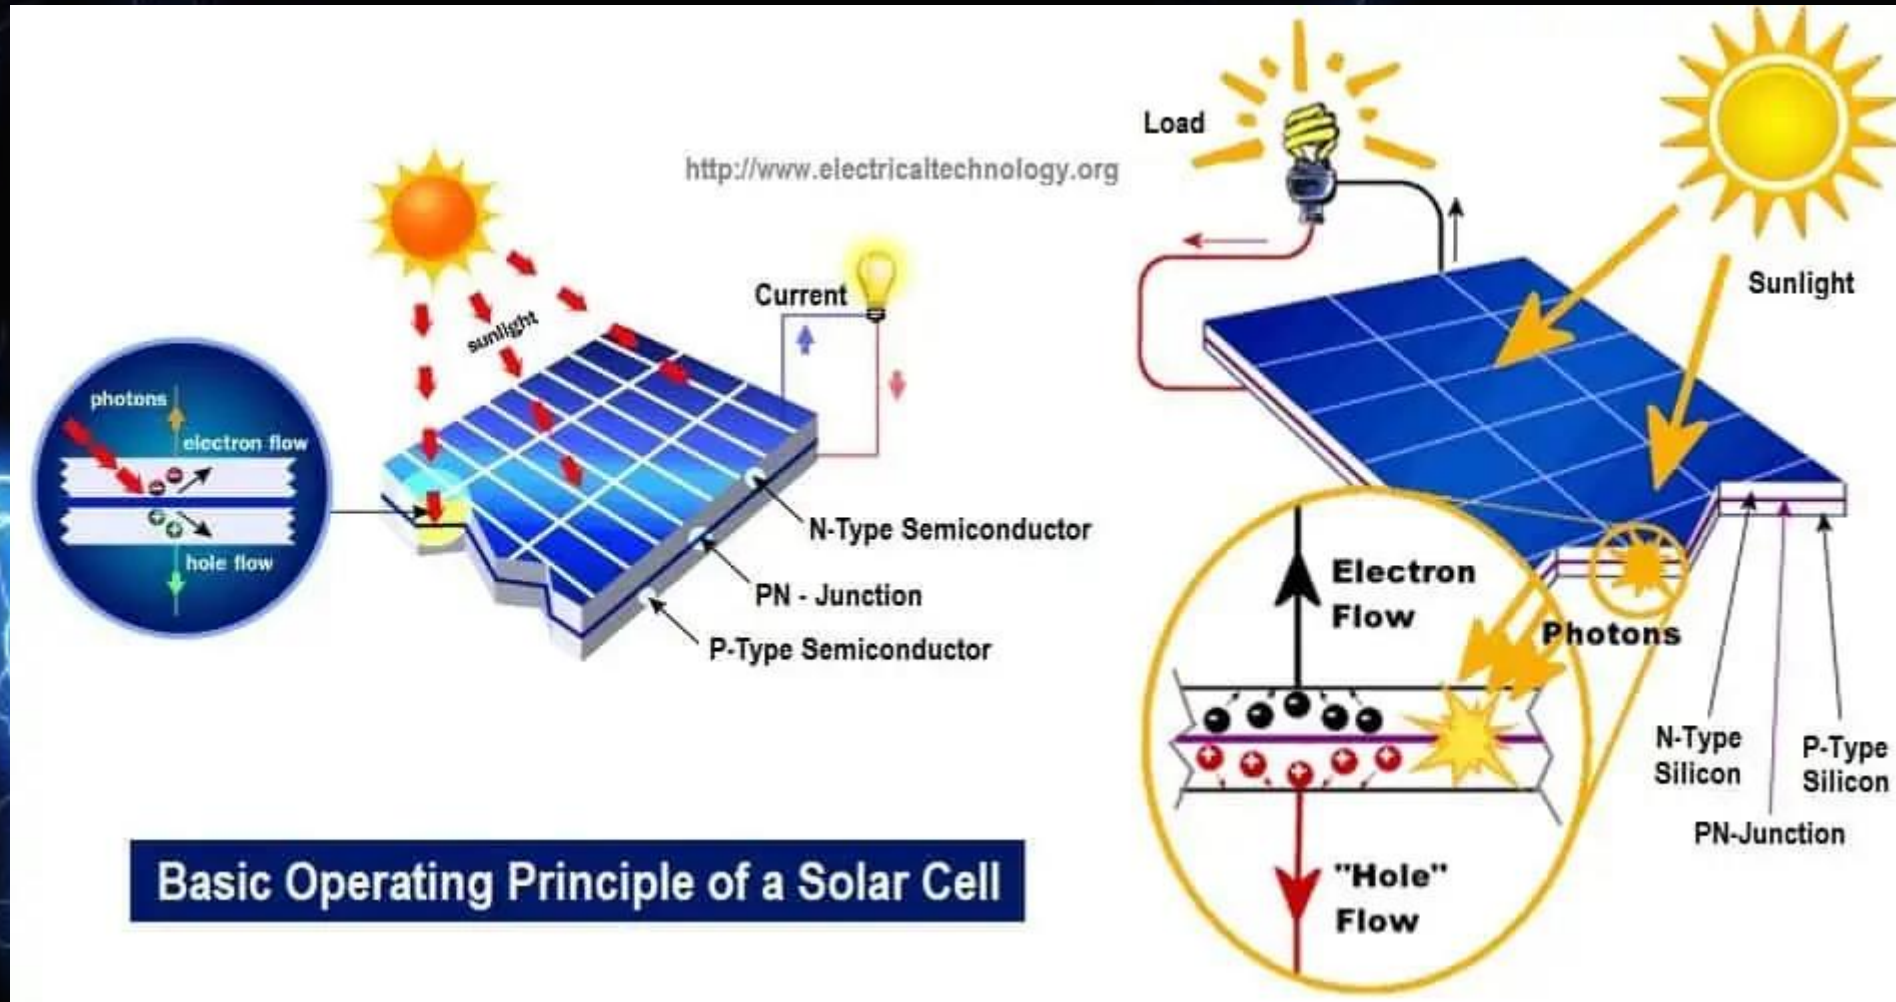 http://www.electricaltechnology.org
sunlight
Current
photons
electron flow
hole flow
N-Type Semiconductor
PN - Junction
P-Type Semiconductor
Basic Operating Principle of a Solar Cell
Load
Sunlight
Electron
Flow
Photons
"Hole"
Flow
N-Type
Silicon
P-Type
Silicon
PN-Junction